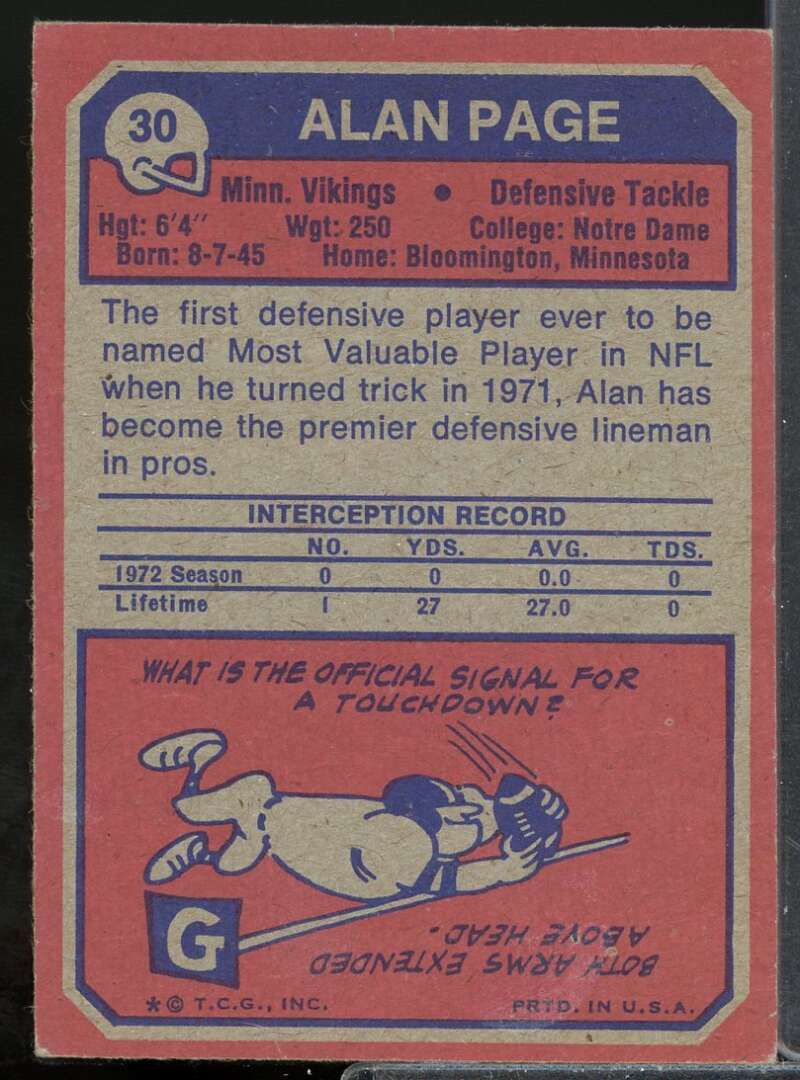 30
ALAN PAGE
Minn. Vikings • Defensive Tackle
Hgt: 6'4" Wgt: 250 College: Notre Dame
Born: 8-7-45 Home: Bloomington, Minnesota
The first defensive player ever to be
named Most Valuable Player in NFL
when he turned trick in 1971, Alan has
become the premier defensive lineman
in pros.
INTERCEPTION RECORD
NO. YDS. AVG. TDS.
1972 Season 0 0 0.0 0
Lifetime 1 27 27.0 0
WHAT IS THE OFFICIAL SIGNAL FOR
A TOUCHDOWN?
G
BOTH ARMS EXTENDED
ABOVE HEAD.
*© T.C.G., INC. PRTD. IN U.S.A.